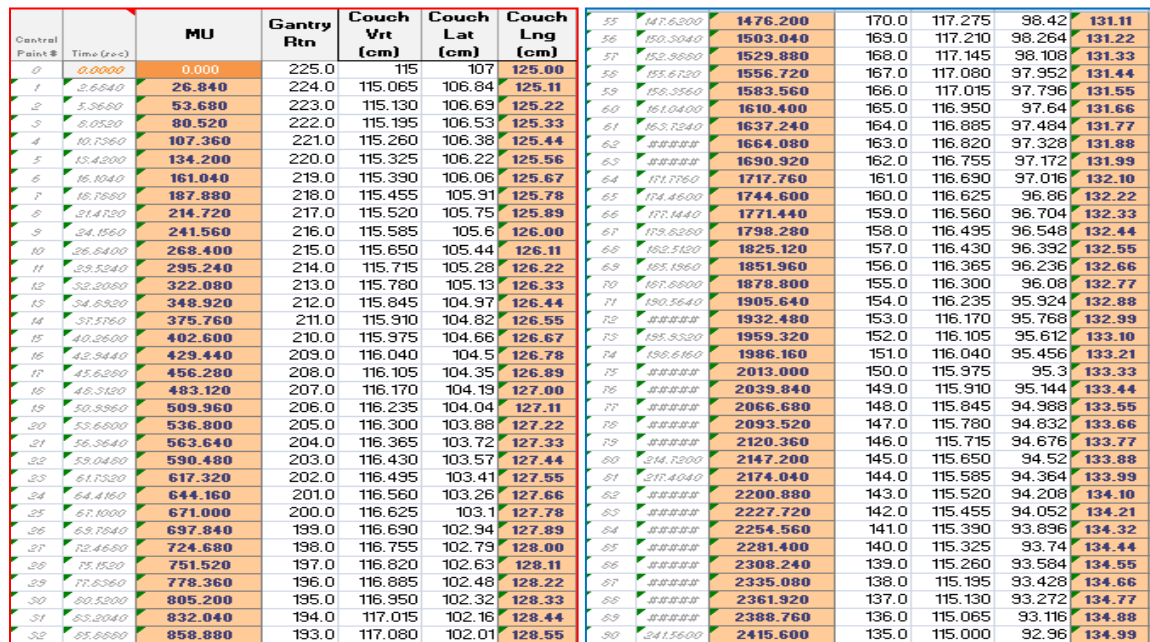 Control Point # Time (sec) MU Gantry Rtn Couch Vrt (cm) Couch Lat (cm) Couch Lng (cm)
0 0.0000 0.000 225.0 115 107 125.00
1 2.6840 26.840 224.0 115.065 106.84 125.11
2 5.3680 53.680 223.0 115.130 106.69 125.22
3 8.0520 80.520 222.0 115.195 106.53 125.33
4 10.7360 107.360 221.0 115.260 106.38 125.44
5 13.4200 134.200 220.0 115.325 106.22 125.56
6 16.1040 161.040 219.0 115.390 106.06 125.67
7 18.7880 187.880 218.0 115.455 105.91 125.78
8 21.4720 214.720 217.0 115.520 105.75 125.89
9 24.1560 241.560 216.0 115.585 105.6 126.00
10 26.8400 268.400 215.0 115.650 105.44 126.11
11 29.5240 295.240 214.0 115.715 105.28 126.22
12 32.2080 322.080 213.0 115.780 105.13 126.33
13 34.8920 348.920 212.0 115.845 104.97 126.44
14 37.5760 375.760 211.0 115.910 104.82 126.55
15 40.2600 402.600 210.0 115.975 104.66 126.67
16 42.9440 429.440 209.0 116.040 104.5 126.78
17 45.6280 456.280 208.0 116.105 104.35 126.89
18 48.3120 483.120 207.0 116.170 104.19 127.00
19 50.9960 509.960 206.0 116.235 104.04 127.11
20 53.6800 536.800 205.0 116.300 103.88 127.22
21 56.3640 563.640 204.0 116.365 103.72 127.33
22 59.0480 590.480 203.0 116.430 103.57 127.44
23 61.7320 617.320 202.0 116.495 103.41 127.55
24 64.4160 644.160 201.0 116.560 103.26 127.66
25 67.1000 671.000 200.0 116.625 103.1 127.78
26 69.7840 697.840 199.0 116.690 102.94 127.89
27 72.4680 724.680 198.0 116.755 102.79 128.00
28 75.1520 751.520 197.0 116.820 102.63 128.11
29 77.8360 778.360 196.0 116.885 102.48 128.22
30 80.5200 805.200 195.0 116.950 102.32 128.33
31 83.2040 832.040 194.0 117.015 102.16 128.44
32 85.8880 858.880 193.0 117.080 102.01 128.55
55 147.6200 1476.200 170.0 117.275 98.42 131.11
56 150.3040 1503.040 169.0 117.210 98.264 131.22
57 152.9880 1529.880 168.0 117.145 98.108 131.33
58 155.6720 1556.720 167.0 117.080 97.952 131.44
59 158.3560 1583.560 166.0 117.015 97.796 131.55
60 161.0400 1610.400 165.0 116.950 97.64 131.66
61 163.7240 1637.240 164.0 116.885 97.484 131.77
62 ##### 1664.080 163.0 116.820 97.328 131.88
63 ##### 1690.920 162.0 116.755 97.172 131.99
64 171.7760 1717.760 161.0 116.690 97.016 132.10
65 174.4600 1744.600 160.0 116.625 96.86 132.22
66 177.1440 1771.440 159.0 116.560 96.704 132.33
67 179.8280 1798.280 158.0 116.495 96.548 132.44
68 182.5120 1825.120 157.0 116.430 96.392 132.55
69 185.1960 1851.960 156.0 116.365 96.236 132.66
70 187.8800 1878.800 155.0 116.300 96.08 132.77
71 190.5640 1905.640 154.0 116.235 95.924 132.88
72 ##### 1932.480 153.0 116.170 95.768 132.99
73 195.9320 1959.320 152.0 116.105 95.612 133.10
74 198.6160 1986.160 151.0 116.040 95.456 133.21
75 ##### 2013.000 150.0 115.975 95.3 133.33
76 ##### 2039.840 149.0 115.910 95.144 133.44
77 ##### 2066.680 148.0 115.845 94.988 133.55
78 ##### 2093.520 147.0 115.780 94.832 133.66
79 ##### 2120.360 146.0 115.715 94.676 133.77
80 214.7200 2147.200 145.0 115.650 94.52 133.88
81 217.4040 2174.040 144.0 115.585 94.364 133.99
82 ##### 2200.880 143.0 115.520 94.208 134.10
83 ##### 2227.720 142.0 115.455 94.052 134.21
84 ##### 2254.560 141.0 115.390 93.896 134.32
85 ##### 2281.400 140.0 115.325 93.74 134.44
86 ##### 2308.240 139.0 115.260 93.584 134.55
87 ##### 2335.080 138.0 115.195 93.428 134.66
88 ##### 2361.920 137.0 115.130 93.272 134.77
89 ##### 2388.760 136.0 115.065 93.116 134.88
90 241.5600 2415.600 135.0 115.000 92.96 134.99